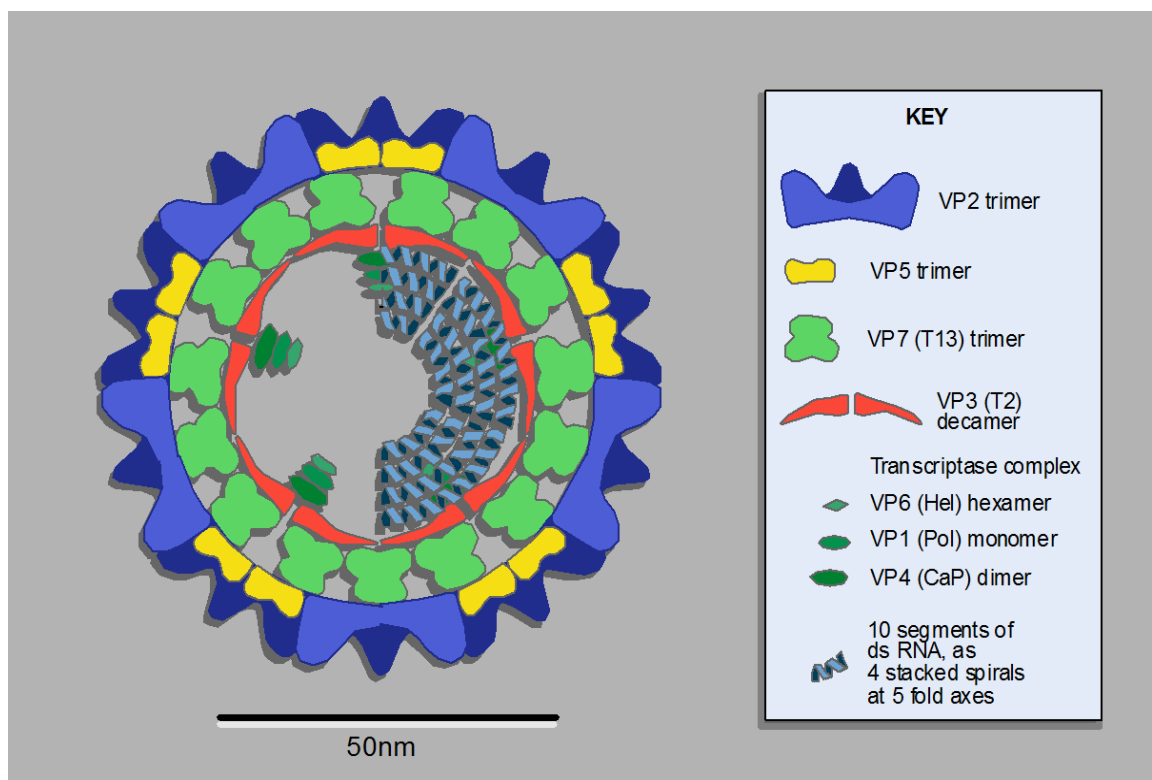 KEY
VP2 trimer
VP5 trimer
VP7 (T13) trimer
VP3 (T2)
decamer
Transcriptase complex
VP6 (Hel) hexamer
VP1 (Pol) monomer
VP4 (CaP) dimer
10 segments of
ds RNA, as
4 stacked spirals
at 5 fold axes
50nm